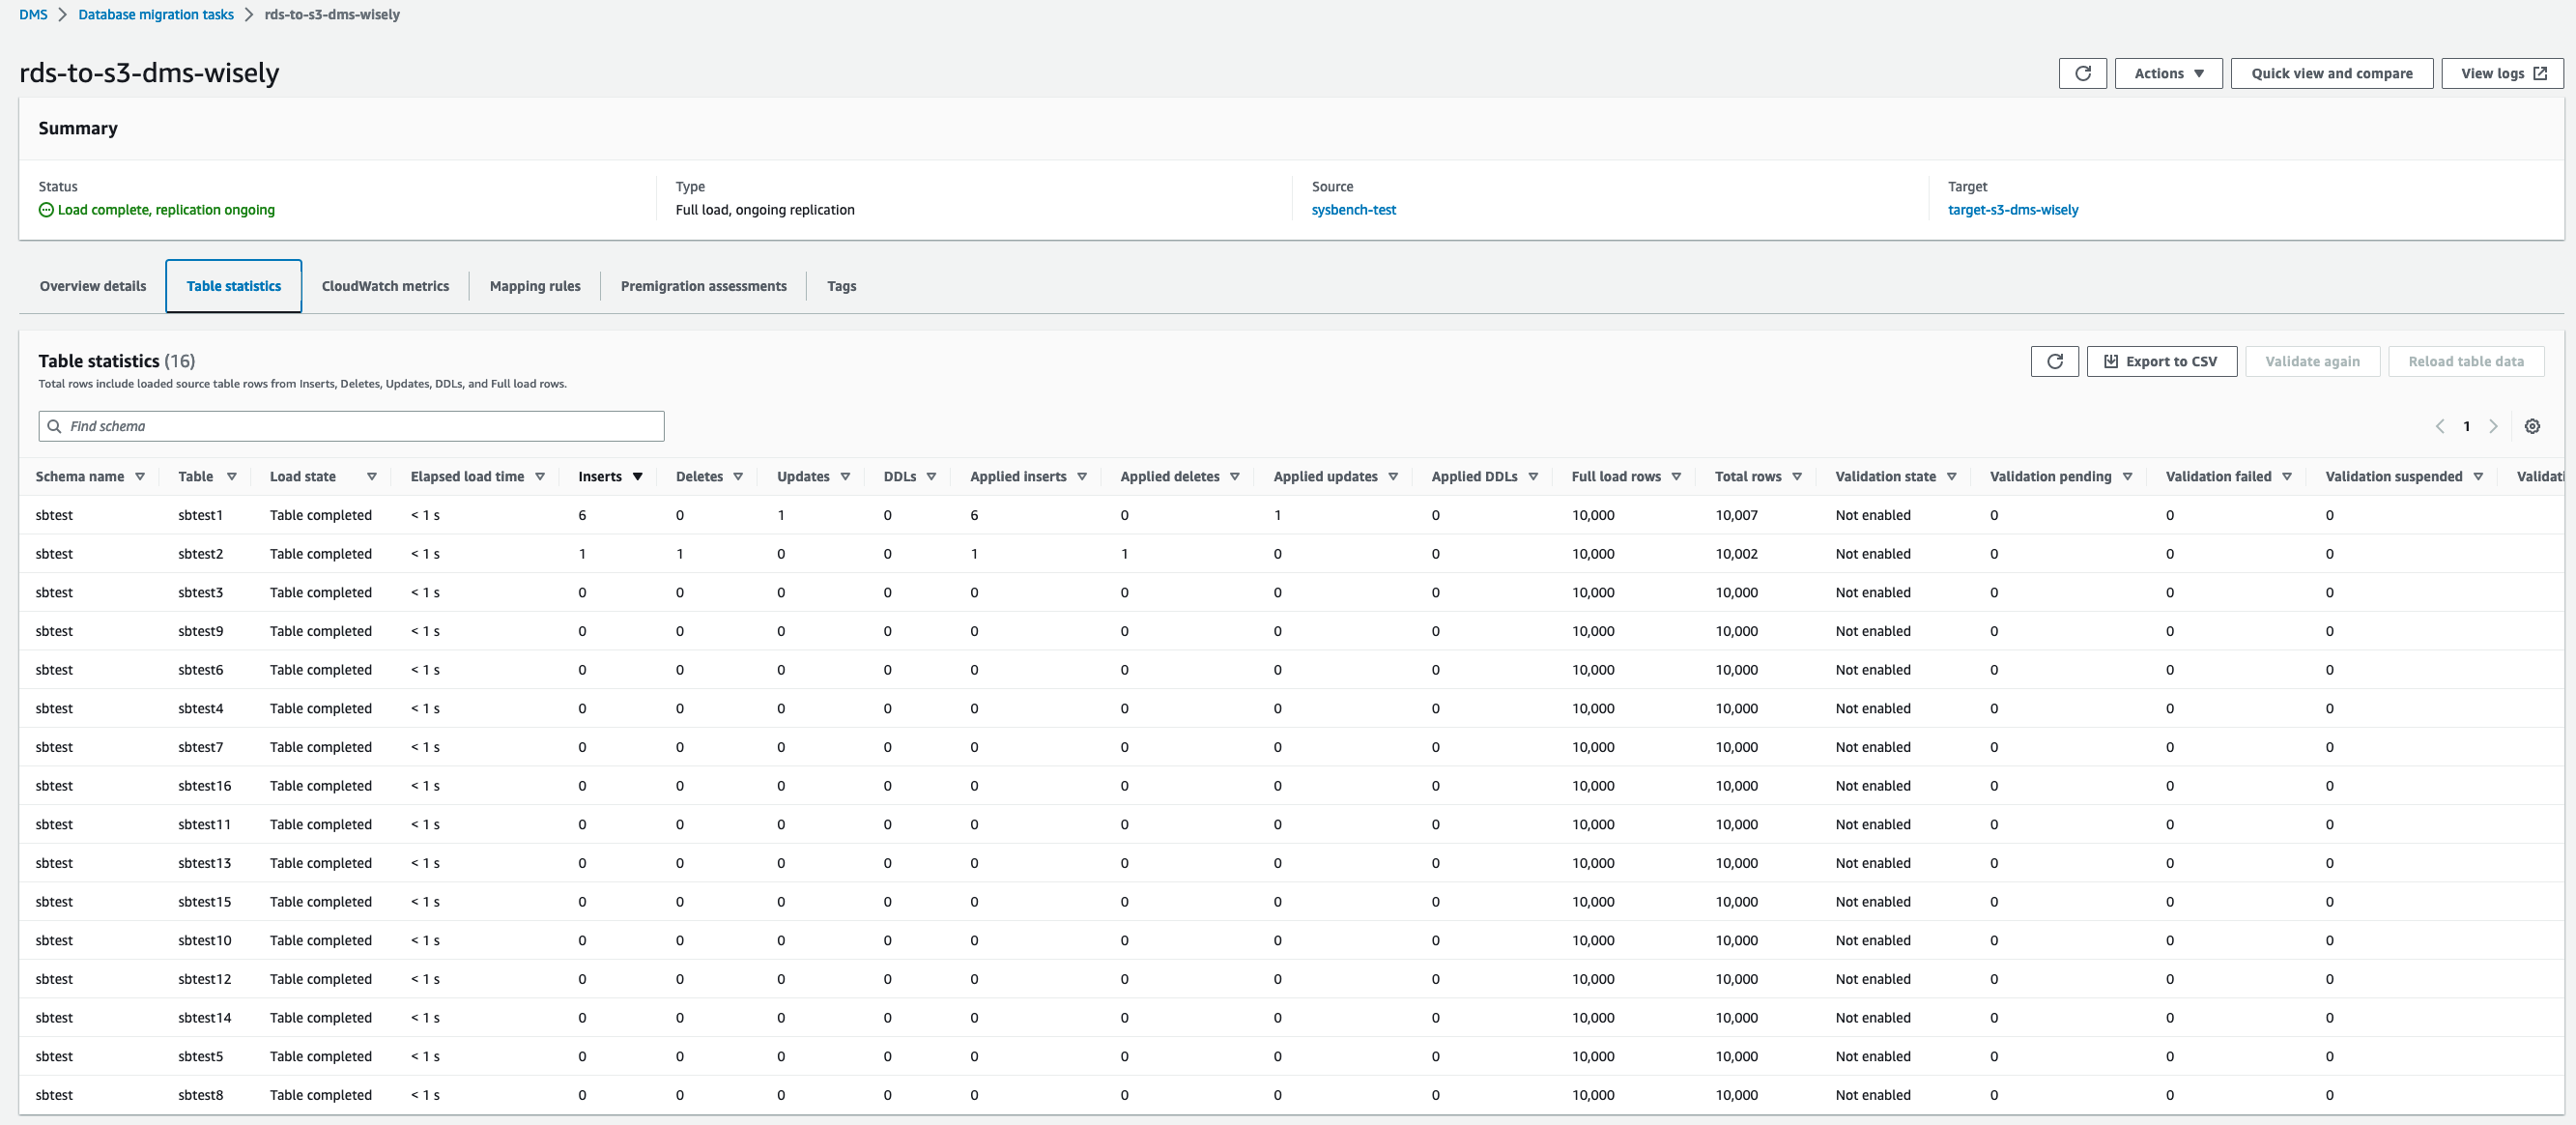 DMS > Database migration tasks > rds-to-s3-dms-wisely
rds-to-s3-dms-wisely
Actions Quick view and compare View logs
Summary
Status Type Source Target
Load complete, replication ongoing Full load, ongoing replication sysbench-test target-s3-dms-wisely
Overview details Table statistics CloudWatch metrics Mapping rules Premigration assessments Tags
Table statistics (16)
Export to CSV Validate again Reload table data
Total rows include loaded source table rows from Inserts, Deletes, Updates, DDLs, and Full load rows.
Find schema 1
Schema name Table Load state Elapsed load time Inserts Deletes Updates DDLs Applied inserts Applied deletes Applied updates Applied DDLs Full load rows Total rows Validation state Validation pending Validation failed Validation suspended Validati
sbtest sbtest1 Table completed < 1 s 6 0 1 0 6 0 1 0 10,000 10,007 Not enabled 0 0 0
sbtest sbtest2 Table completed < 1 s 1 1 0 0 1 1 0 0 10,000 10,002 Not enabled 0 0 0
sbtest sbtest3 Table completed < 1 s 0 0 0 0 0 0 0 0 10,000 10,000 Not enabled 0 0 0
sbtest sbtest9 Table completed < 1 s 0 0 0 0 0 0 0 0 10,000 10,000 Not enabled 0 0 0
sbtest sbtest6 Table completed < 1 s 0 0 0 0 0 0 0 0 10,000 10,000 Not enabled 0 0 0
sbtest sbtest4 Table completed < 1 s 0 0 0 0 0 0 0 0 10,000 10,000 Not enabled 0 0 0
sbtest sbtest7 Table completed < 1 s 0 0 0 0 0 0 0 0 10,000 10,000 Not enabled 0 0 0
sbtest sbtest16 Table completed < 1 s 0 0 0 0 0 0 0 0 10,000 10,000 Not enabled 0 0 0
sbtest sbtest11 Table completed < 1 s 0 0 0 0 0 0 0 0 10,000 10,000 Not enabled 0 0 0
sbtest sbtest13 Table completed < 1 s 0 0 0 0 0 0 0 0 10,000 10,000 Not enabled 0 0 0
sbtest sbtest15 Table completed < 1 s 0 0 0 0 0 0 0 0 10,000 10,000 Not enabled 0 0 0
sbtest sbtest10 Table completed < 1 s 0 0 0 0 0 0 0 0 10,000 10,000 Not enabled 0 0 0
sbtest sbtest12 Table completed < 1 s 0 0 0 0 0 0 0 0 10,000 10,000 Not enabled 0 0 0
sbtest sbtest14 Table completed < 1 s 0 0 0 0 0 0 0 0 10,000 10,000 Not enabled 0 0 0
sbtest sbtest5 Table completed < 1 s 0 0 0 0 0 0 0 0 10,000 10,000 Not enabled 0 0 0
sbtest sbtest8 Table completed < 1 s 0 0 0 0 0 0 0 0 10,000 10,000 Not enabled 0 0 0